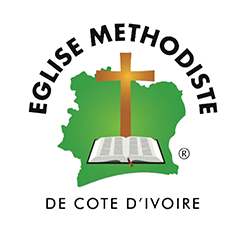 EGLISE METHODISTE
®
DE COTE D'IVOIRE